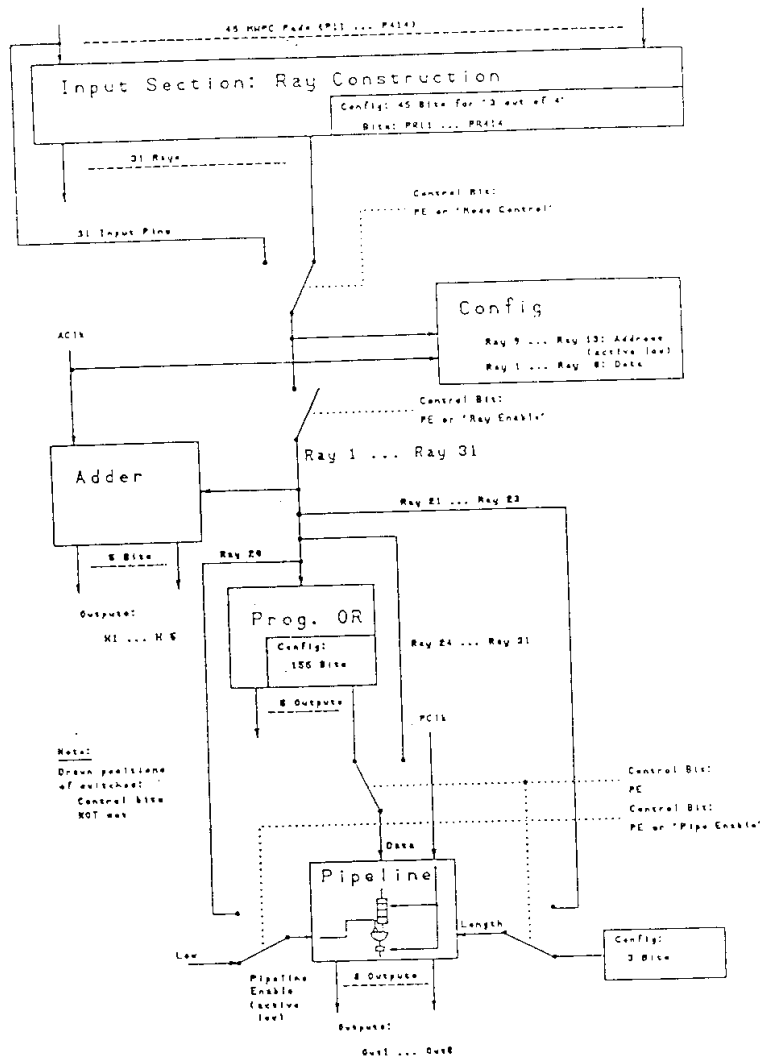 45 MWPC Pads (P11 ... P414)
Input Section: Ray Construction
Config: 45 Bits for "3 out of 4"
Bits: PR11 ... PR414
31 Rays
31 Input Pins
Control Bit:
PE or "Mode Control"
Config
Ray 9 ... Ray 13: Address
(active low)
Ray 1 ... Ray 8: Data
AClk
Control Bit:
PE or "Ray Enable"
Ray 1 ... Ray 31
Adder
Ray 21 ... Ray 23
5 Bits
Ray 29
Outputs:
H1 ... H5
Prog. OR
Config:
155 Bits
Ray 24 ... Ray 31
8 Outputs
PClk
Note:
Drawn positions
of switches:
Control bits
NOT set
Control Bit:
PE
Control Bit:
PE or "Pipe Enable"
Data
Pipeline
Length
Config:
3 Bits
Low
Pipeline
Enable
(active
low)
8 Outputs
Outputs:
Out1 ... Out8